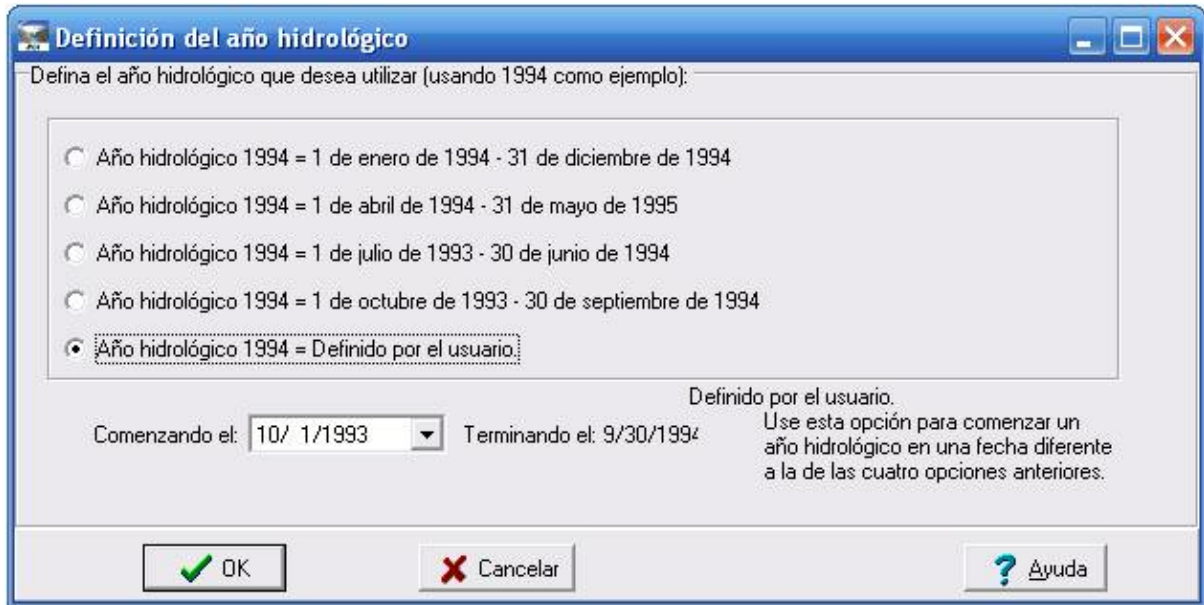 Definición del año hidrológico
Defina el año hidrológico que desea utilizar (usando 1994 como ejemplo):
Año hidrológico 1994 = 1 de enero de 1994 - 31 de diciembre de 1994
Año hidrológico 1994 = 1 de abril de 1994 - 31 de mayo de 1995
Año hidrológico 1994 = 1 de julio de 1993 - 30 de junio de 1994
Año hidrológico 1994 = 1 de octubre de 1993 - 30 de septiembre de 1994
Año hidrológico 1994 = Definido por el usuario.
Comenzando el: 10/ 1/1993 Terminando el: 9/30/1994
Definido por el usuario.
Use esta opción para comenzar un
año hidrológico en una fecha diferente
a la de las cuatro opciones anteriores.
OK Cancelar Ayuda